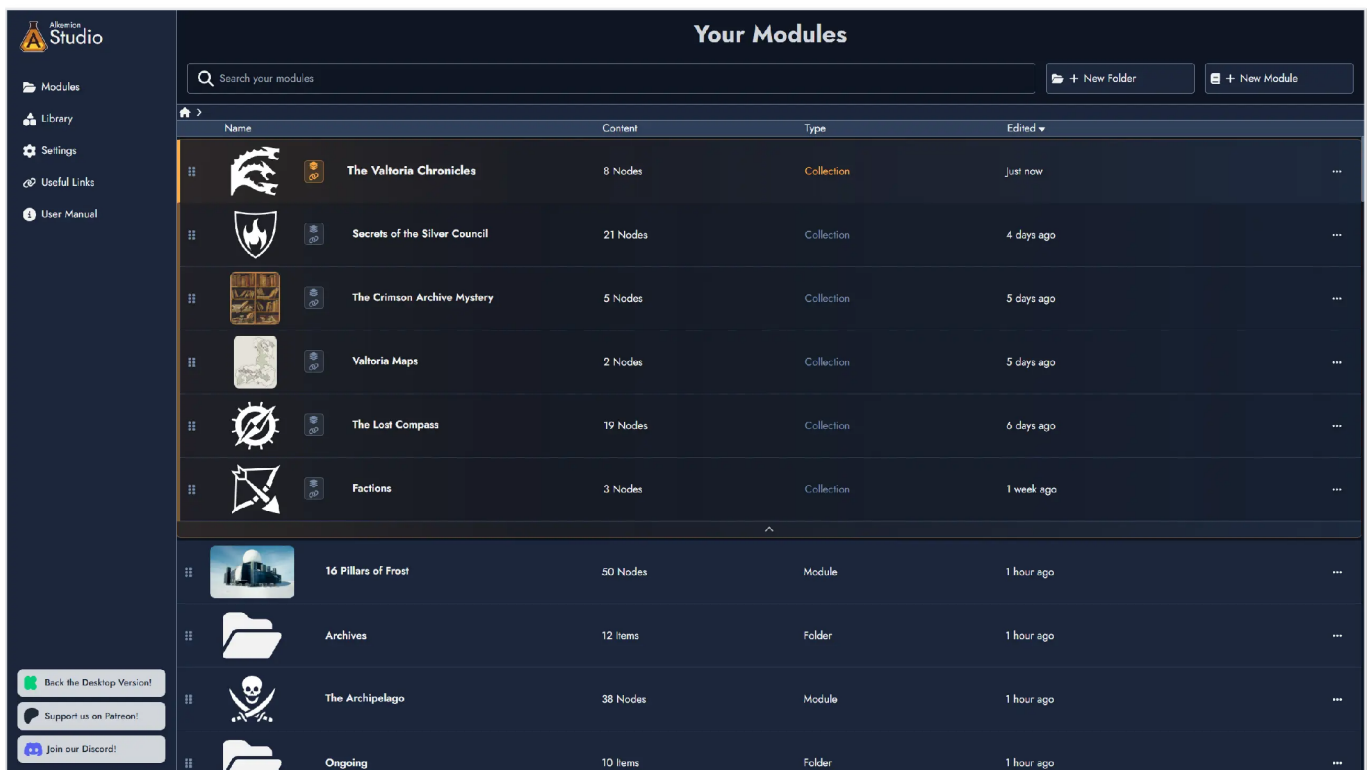 Alkemion
Studio
Modules
Library
Settings
Useful Links
User Manual
Back the Desktop Version!
Support us on Patreon!
Join our Discord!
Your Modules
Search your modules
+ New Folder
+ New Module
Name Content Type Edited
The Valtoria Chronicles 8 Nodes Collection Just now
Secrets of the Silver Council 21 Nodes Collection 4 days ago
The Crimson Archive Mystery 5 Nodes Collection 5 days ago
Valtoria Maps 2 Nodes Collection 5 days ago
The Lost Compass 19 Nodes Collection 6 days ago
Factions 3 Nodes Collection 1 week ago
16 Pillars of Frost 50 Nodes Module 1 hour ago
Archives 12 Items Folder 1 hour ago
The Archipelago 38 Nodes Module 1 hour ago
Ongoing 10 Items Folder 1 hour ago